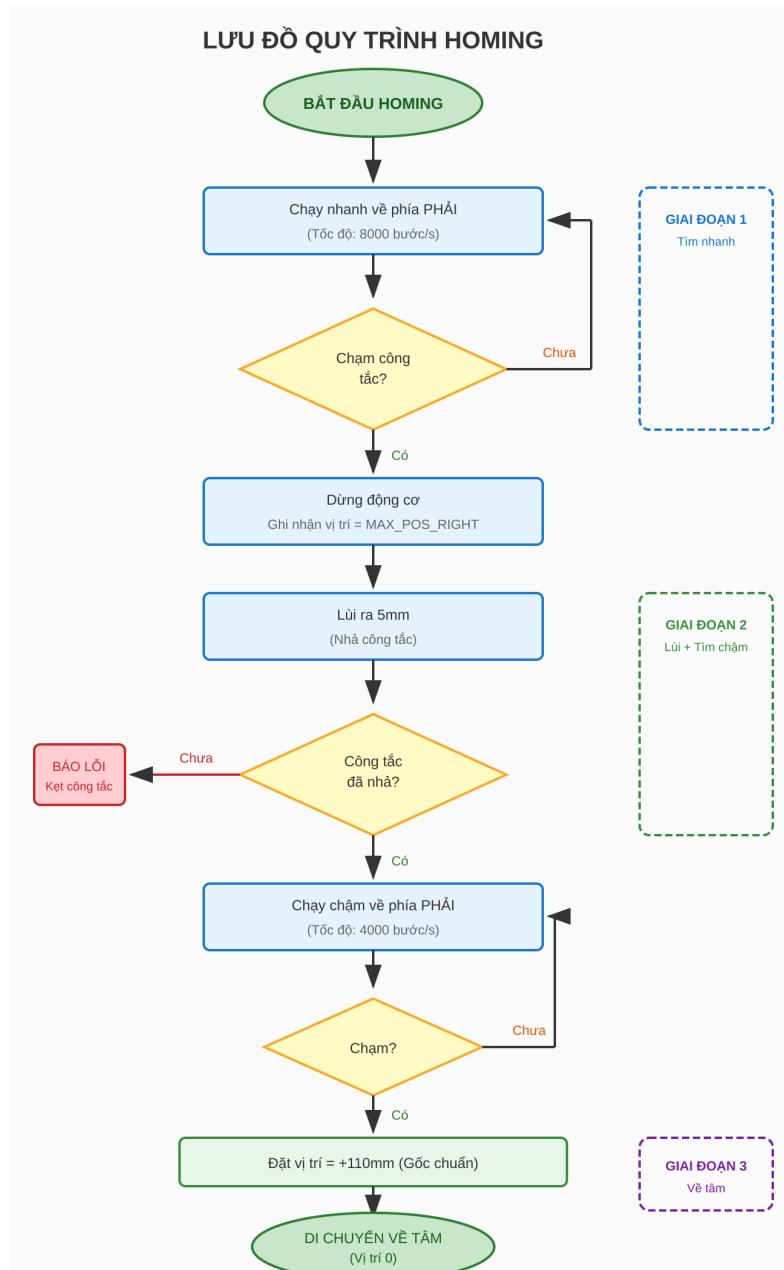 LƯU ĐỒ QUY TRÌNH HOMING
BẮT ĐẦU HOMING
Chạy nhanh về phía PHẢI
(Tốc độ: 8000 bước/s)
GIAI ĐOẠN 1
Tìm nhanh
Chạm công
tắc?
Chưa
Có
Dừng động cơ
Ghi nhận vị trí = MAX_POS_RIGHT
Lùi ra 5mm
(Nhả công tắc)
GIAI ĐOẠN 2
Lùi + Tìm chậm
Công tắc
đã nhả?
Chưa
BÁO LỖI
Kẹt công tắc
Có
Chạy chậm về phía PHẢI
(Tốc độ: 4000 bước/s)
Chạm?
Chưa
Có
Đặt vị trí = +110mm (Gốc chuẩn)
GIAI ĐOẠN 3
Về tâm
DI CHUYỂN VỀ TÂM
(Vị trí 0)